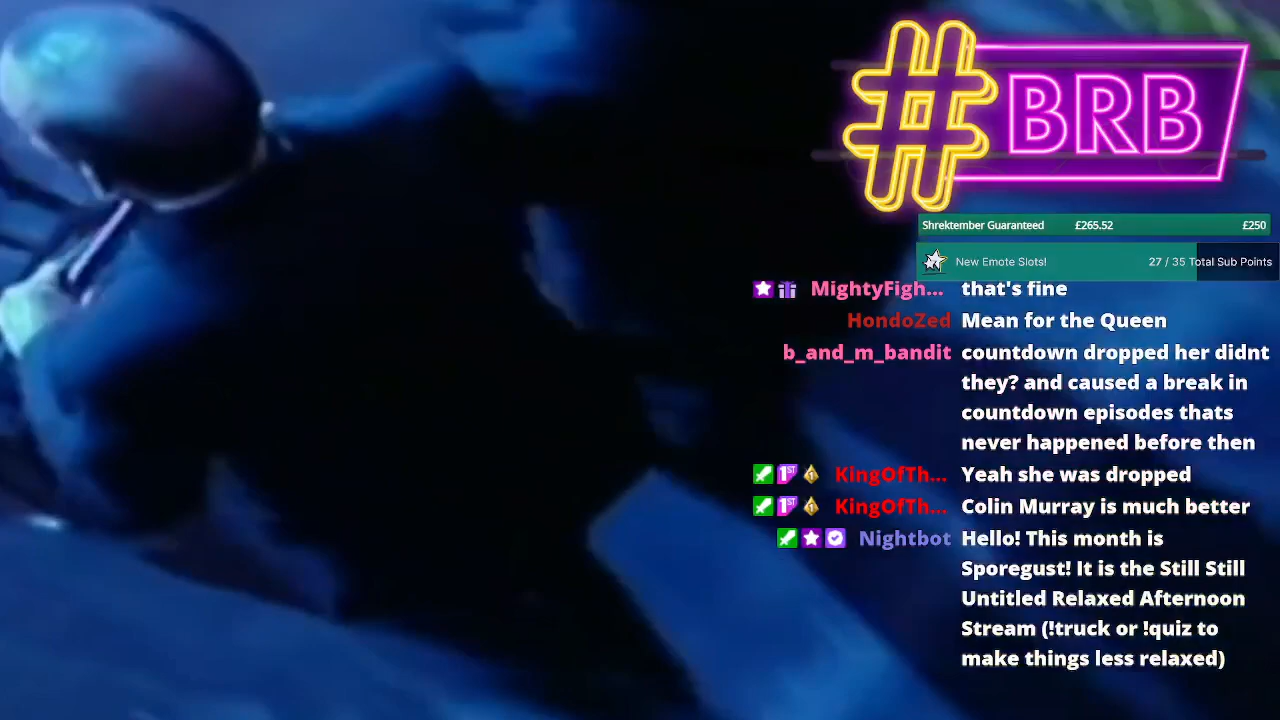 #BRB
Shrektember Guaranteed £265.52 £250
New Emote Slots! 27 / 35 Total Sub Points
MightyFigh... that's fine
HondoZed Mean for the Queen
b_and_m_bandit countdown dropped her didnt
they? and caused a break in
countdown episodes thats
never happened before then
1ST KingOfTh... Yeah she was dropped
1ST KingOfTh... Colin Murray is much better
Nightbot Hello! This month is
Sporegust! It is the Still Still
Untitled Relaxed Afternoon
Stream (!truck or !quiz to
make things less relaxed)